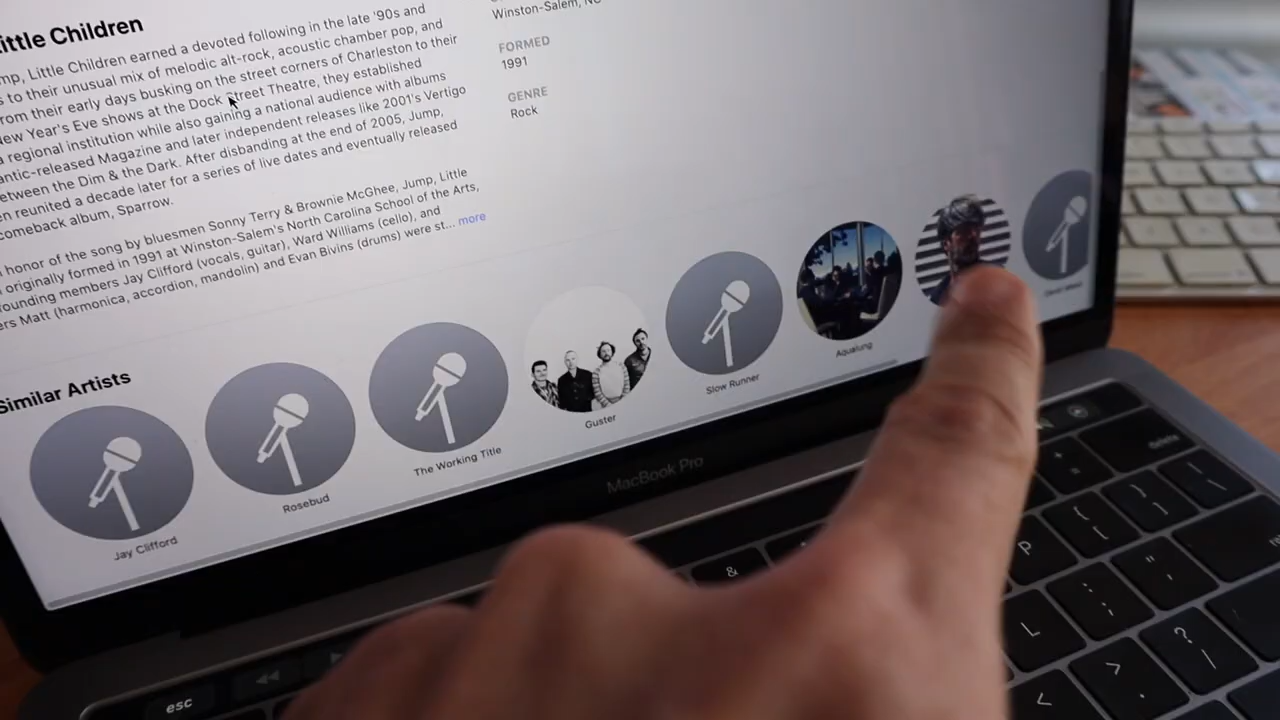 ittle Children
mp, Little Children earned a devoted following in the late '90s and
s to their unusual mix of melodic alt-rock, acoustic chamber pop, and
rom their early days busking on the street corners of Charleston to their
New Year's Eve shows at the Dock Street Theatre, they established
a regional institution while also gaining a national audience with albums
antic-released Magazine and later independent releases like 2001's Vertigo
etween the Dim & the Dark. After disbanding at the end of 2005, Jump,
en reunited a decade later for a series of live dates and eventually released
comeback album, Sparrow.
honor of the song by bluesmen Sonny Terry & Brownie McGhee, Jump, Little
originally formed in 1991 at Winston-Salem's North Carolina School of the Arts,
founding members Jay Clifford (vocals, guitar), Ward Williams (cello), and
ers Matt (harmonica, accordion, mandolin) and Evan Bivins (drums) were st... more
Winston-Salem, NC
FORMED
1991
GENRE
Rock
Similar Artists
Jay Clifford
Rosebud
The Working Title
Guster
Slow Runner
Aqualung
MacBook Pro
esc
&
delete
+
=
P
{
[
}
]
L
:
;
"
'
<
>
?
/